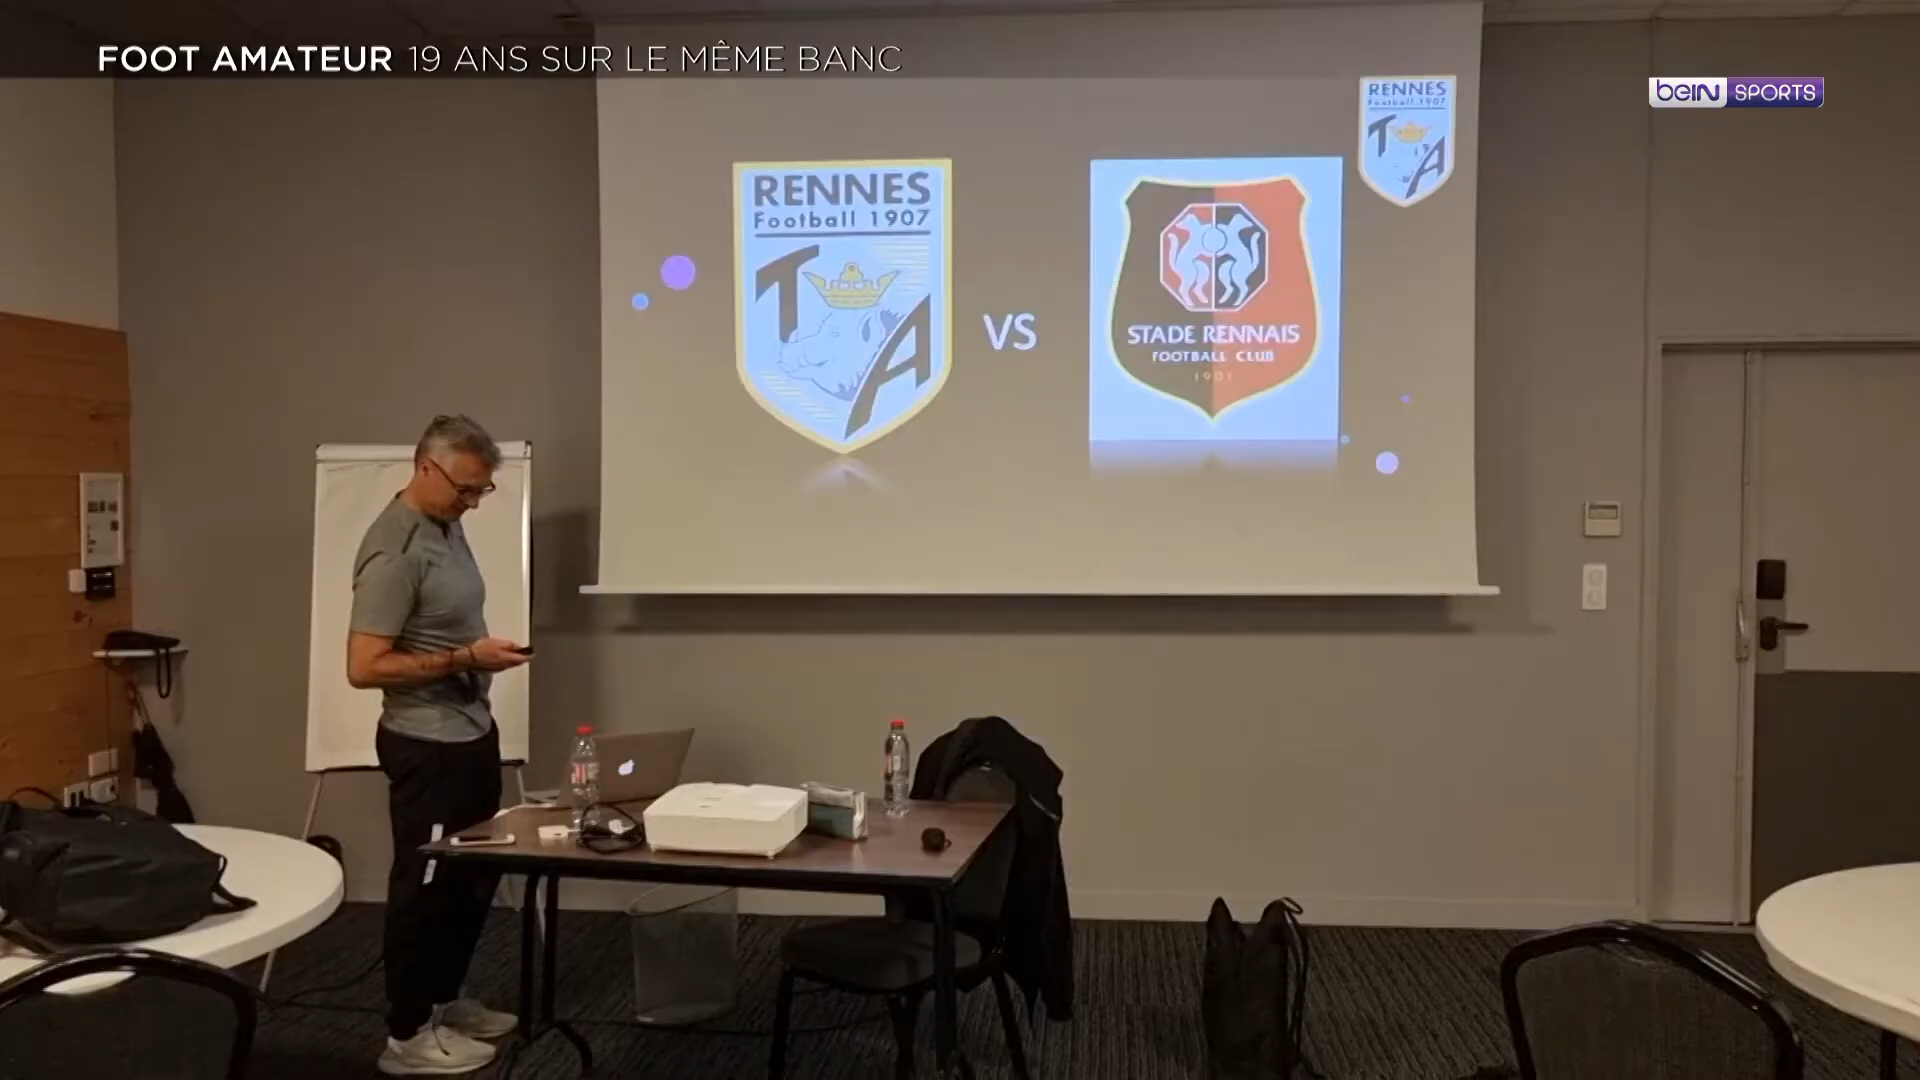 FOOT AMATEUR 19 ANS SUR LE MÊME BANC
beIN SPORTS
RENNES
Football 1907
TA
RENNES
Football 1907
TA
VS
STADE RENNAIS
FOOTBALL CLUB
1901